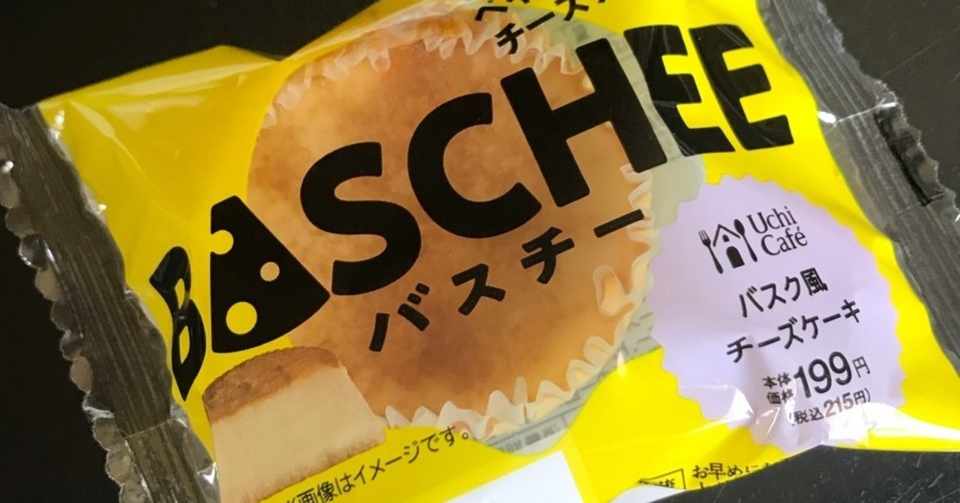 チーズ
BASCHEE
バスチー
Uchi
Café
バスク風
チーズケーキ
本体
価格199円
(税込215円)
※画像はイメージです。
お早めに